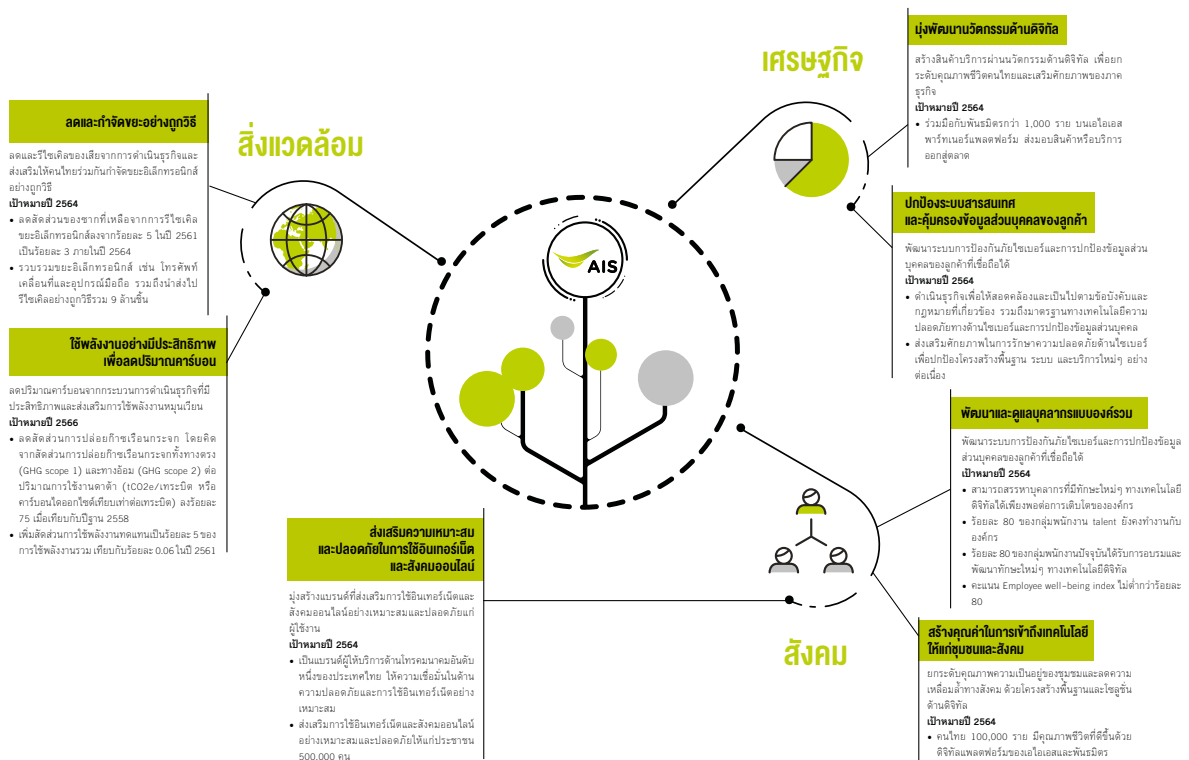 สิ่งแวดล้อม
ลดและกำจัดขยะอย่างถูกวิธี
ลดและรีไซเคิลของเสียจากการดำเนินธุรกิจและ
ส่งเสริมให้คนไทยร่วมกันกำจัดขยะอิเล็กทรอนิกส์
อย่างถูกวิธี
เป้าหมายปี 2564
• ลดสัดส่วนของซากที่เหลือจากการรีไซเคิล
ขยะอิเล็กทรอนิกส์ลงจากร้อยละ 5 ในปี 2561
เป็นร้อยละ 3 ภายในปี 2564
• รวบรวมขยะอิเล็กทรอนิกส์ เช่น โทรศัพท์
เคลื่อนที่และอุปกรณ์มือถือ รวมถึงนำส่งไป
รีไซเคิลอย่างถูกวิธีรวม 9 ล้านชิ้น
ใช้พลังงานอย่างมีประสิทธิภาพ
เพื่อลดปริมาณคาร์บอน
ลดปริมาณคาร์บอนจากกระบวนการดำเนินธุรกิจที่มี
ประสิทธิภาพและส่งเสริมการใช้พลังงานหมุนเวียน
เป้าหมายปี 2566
• ลดสัดส่วนการปล่อยก๊าซเรือนกระจก โดยคิด
จากสัดส่วนการปล่อยก๊าซเรือนกระจกทั้งทางตรง
(GHG scope 1) และทางอ้อม (GHG scope 2) ต่อ
ปริมาณการใช้งานดาต้า (tCO2e/เทระบิต หรือ
คาร์บอนไดออกไซด์เทียบเท่าต่อเทระบิต) ลงร้อยละ
75 เมื่อเทียบกับปีฐาน 2558
• เพิ่มสัดส่วนการใช้พลังงานทดแทนเป็นร้อยละ 5 ของ
การใช้พลังงานรวม เทียบกับร้อยละ 0.06 ในปี 2561
AIS
เศรษฐกิจ
มุ่งพัฒนานวัตกรรมด้านดิจิทัล
สร้างสินค้าบริการผ่านนวัตกรรมด้านดิจิทัล เพื่อยก
ระดับคุณภาพชีวิตคนไทยและเสริมศักยภาพของภาค
ธุรกิจ
เป้าหมายปี 2564
• ร่วมมือกับพันธมิตรกว่า 1,000 ราย บนเอไอเอส
พาร์ทเนอร์แพลตฟอร์ม ส่งมอบสินค้าหรือบริการ
ออกสู่ตลาด
ปกป้องระบบสารสนเทศ
และคุ้มครองข้อมูลส่วนบุคคลของลูกค้า
พัฒนาระบบการป้องกันภัยไซเบอร์และการปกป้องข้อมูลส่วน
บุคคลของลูกค้าที่เชื่อถือได้
เป้าหมายปี 2564
• ดำเนินธุรกิจเพื่อให้สอดคล้องและเป็นไปตามข้อบังคับและ
กฎหมายที่เกี่ยวข้อง รวมถึงมาตรฐานทางเทคโนโลยีความ
ปลอดภัยทางด้านไซเบอร์และการปกป้องข้อมูลส่วนบุคคล
• ส่งเสริมศักยภาพในการรักษาความปลอดภัยด้านไซเบอร์
เพื่อปกป้องโครงสร้างพื้นฐาน ระบบ และบริการใหม่ๆ อย่าง
ต่อเนื่อง
สังคม
พัฒนาและดูแลบุคลากรแบบองค์รวม
พัฒนาระบบการป้องกันภัยไซเบอร์และการปกป้องข้อมูล
ส่วนบุคคลของลูกค้าที่เชื่อถือได้
เป้าหมายปี 2564
• สามารถสรรหาบุคลากรที่มีทักษะใหม่ๆ ทางเทคโนโลยี
ดิจิทัลได้เพียงพอต่อการเติบโตขององค์กร
• ร้อยละ 80 ของกลุ่มพนักงาน talent ยังคงทำงานกับ
องค์กร
• ร้อยละ 80 ของกลุ่มพนักงานปัจจุบันได้รับการอบรมและ
พัฒนาทักษะใหม่ๆ ทางเทคโนโลยีดิจิทัล
• คะแนน Employee well-being index ไม่ต่ำกว่าร้อยละ
80
สร้างคุณค่าในการเข้าถึงเทคโนโลยี
ให้แก่ชุมชนและสังคม
ยกระดับคุณภาพความเป็นอยู่ของชุมชมและลดความ
เหลื่อมล้ำทางสังคม ด้วยโครงสร้างพื้นฐานและโซลูชั่น
ด้านดิจิทัล
เป้าหมายปี 2564
• คนไทย 100,000 ราย มีคุณภาพชีวิตที่ดีขึ้นด้วย
ดิจิทัลแพลตฟอร์มของเอไอเอสและพันธมิตร
ส่งเสริมความเหมาะสม
และปลอดภัยในการใช้อินเทอร์เน็ต
และสังคมออนไลน์
มุ่งสร้างแบรนด์ที่ส่งเสริมการใช้อินเทอร์เน็ตและ
สังคมออนไลน์อย่างเหมาะสมและปลอดภัยแก่
ผู้ใช้งาน
เป้าหมายปี 2564
• เป็นแบรนด์ผู้ให้บริการด้านโทรคมนาคมอันดับ
หนึ่งของประเทศไทย ให้ความเชื่อมั่นในด้าน
ความปลอดภัยและการใช้อินเทอร์เน็ตอย่าง
เหมาะสม
• ส่งเสริมการใช้อินเทอร์เน็ตและสังคมออนไลน์
อย่างเหมาะสมและปลอดภัยให้แก่ประชาชน
500,000 คน